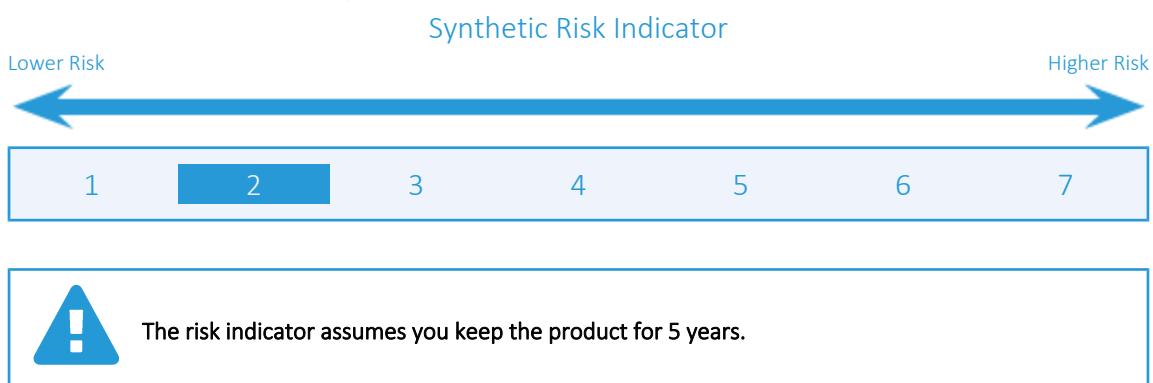 Synthetic Risk Indicator
Lower Risk Higher Risk
1 2 3 4 5 6 7
The risk indicator assumes you keep the product for 5 years.